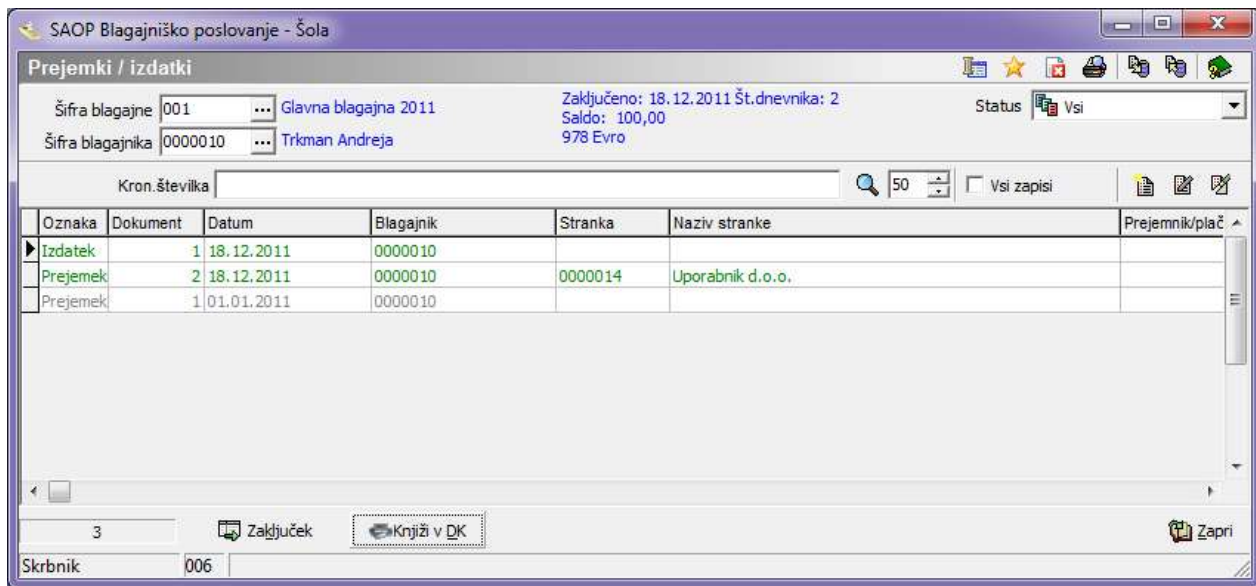 SAOP Blagajniško poslovanje - Šola
Prejemki / izdatki
Šifra blagajne 001 ... Glavna blagajna 2011
Zaključeno: 18.12.2011 Št.dnevnika: 2
Status Vsi
Saldo: 100,00
Šifra blagajnika 0000010 ... Trkman Andreja
978 Evro
Kron.številka 50 Vsi zapisi
Oznaka Dokument Datum Blagajnik Stranka Naziv stranke Prejemnik/plač
Izdatek 1 18.12.2011 0000010
Prejemek 2 18.12.2011 0000010 0000014 Uporabnik d.o.o.
Prejemek 1 01.01.2011 0000010
3 Zaključek Knjiži v DK Zapri
Skrbnik 006